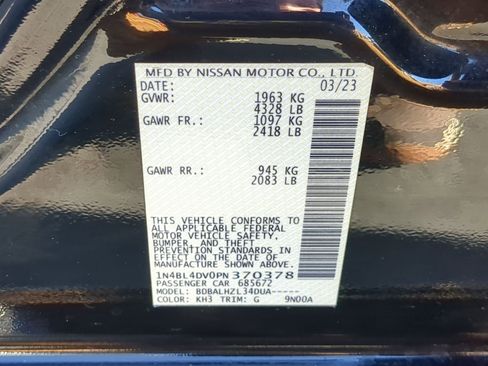 MFD BY NISSAN MOTOR CO., LTD.
DATE: 03/23
GVWR: 1963 KG
4328 LB
GAWR FR.: 1097 KG
2418 LB
GAWR RR.: 945 KG
2083 LB
THIS VEHICLE CONFORMS TO
ALL APPLICABLE FEDERAL
MOTOR VEHICLE SAFETY,
BUMPER, AND THEFT
PREVENTION STANDARDS IN
EFFECT ON THE DATE OF
MANUFACTURE SHOWN ABOVE.
1N4BL4DV0PN370378
PASSENGER CAR 685672
MODEL: BDBALHZL34DUA-----
COLOR: KH3 TRIM: G 9N00A